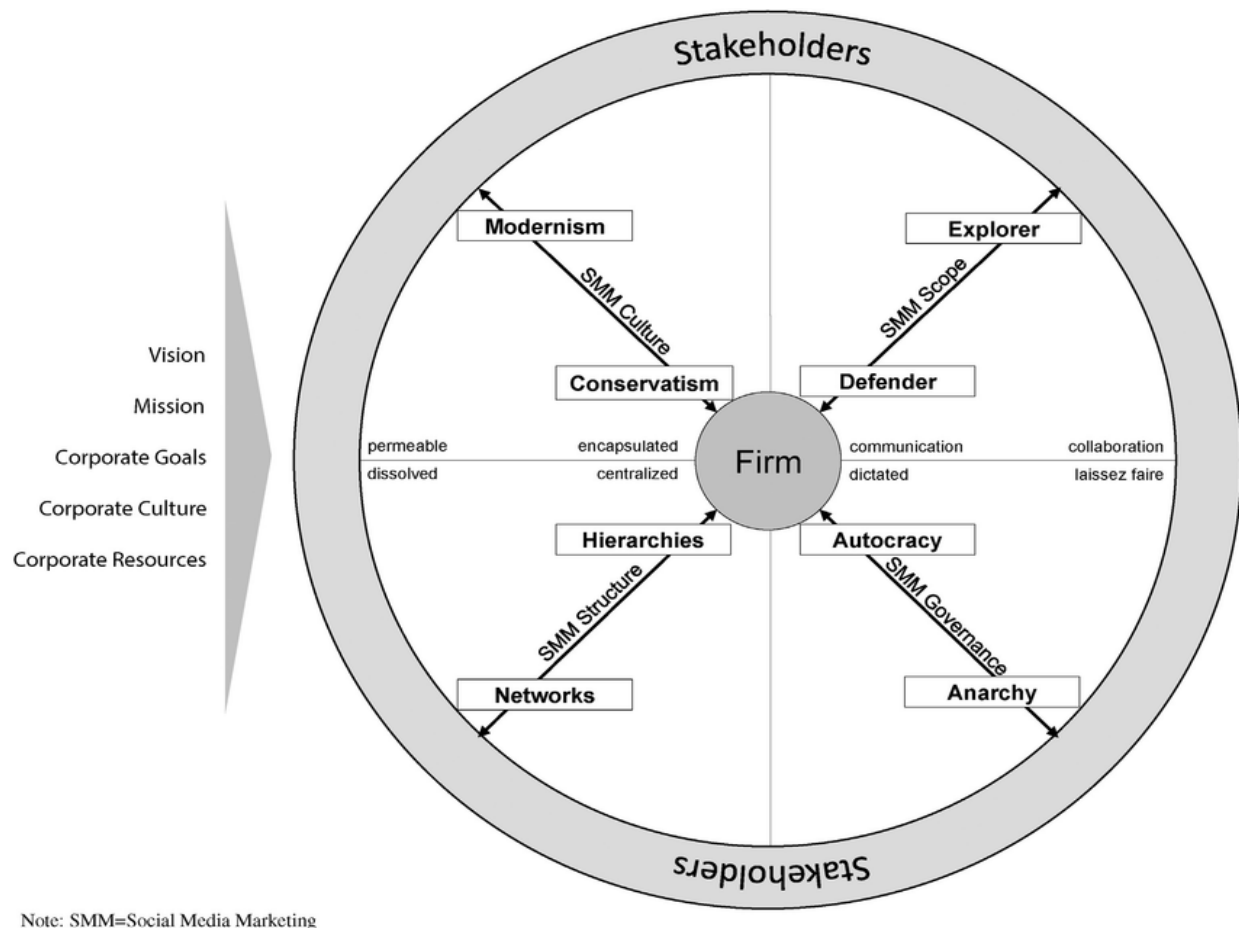 Stakeholders
Modernism
SMM Culture
Conservatism
Explorer
SMM Scope
Defender
Vision
Mission
Corporate Goals
Corporate Culture
Corporate Resources
permeable
encapsulated
dissolved
centralized
Firm
communication
collaboration
dictated
laissez faire
Hierarchies
SMM Structure
Networks
Autocracy
SMM Governance
Anarchy
Stakeholders
Note: SMM=Social Media Marketing